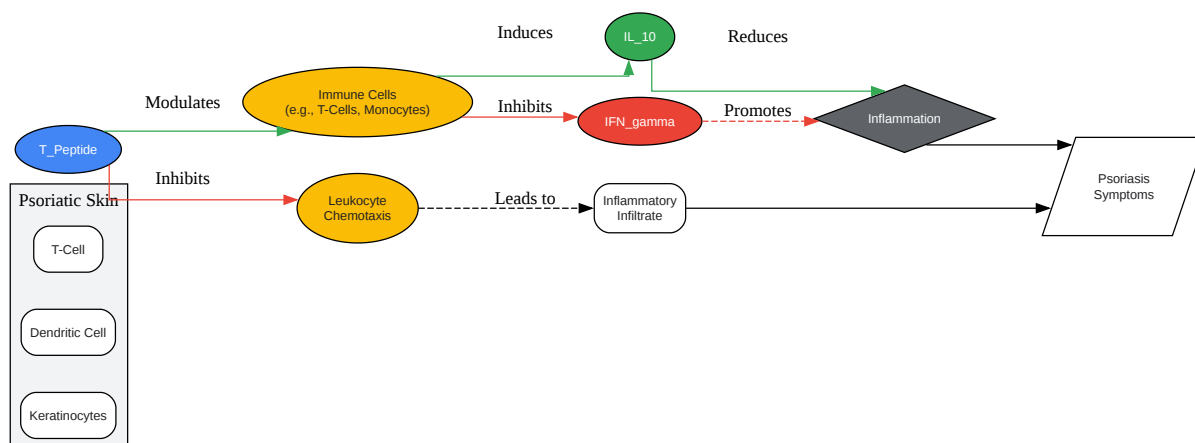 Induces
IL_10
Reduces
Immune Cells
(e.g., T-Cells, Monocytes)
Modulates
Inhibits
IFN_gamma
Promotes
Inflammation
T_Peptide
Inhibits
Psoriatic Skin
Leukocyte
Chemotaxis
Leads to
Inflammatory
Infiltrate
Psoriasis
Symptoms
T-Cell
Dendritic Cell
Keratinocytes